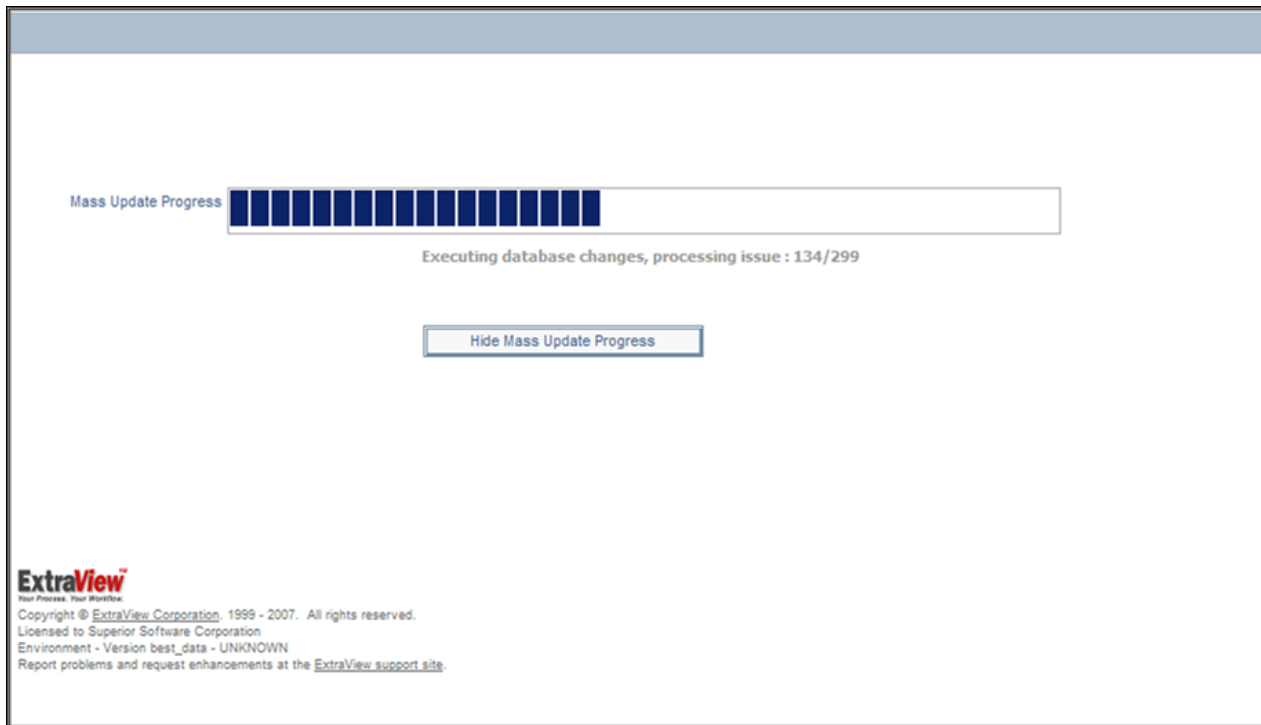 Mass Update Progress
Executing database changes, processing issue : 134/299
Hide Mass Update Progress
ExtraView™
Your Process. Your Workflow.
Copyright © ExtraView Corporation. 1999 - 2007. All rights reserved.
Licensed to Superior Software Corporation
Environment - Version best_data - UNKNOWN
Report problems and request enhancements at the ExtraView support site.